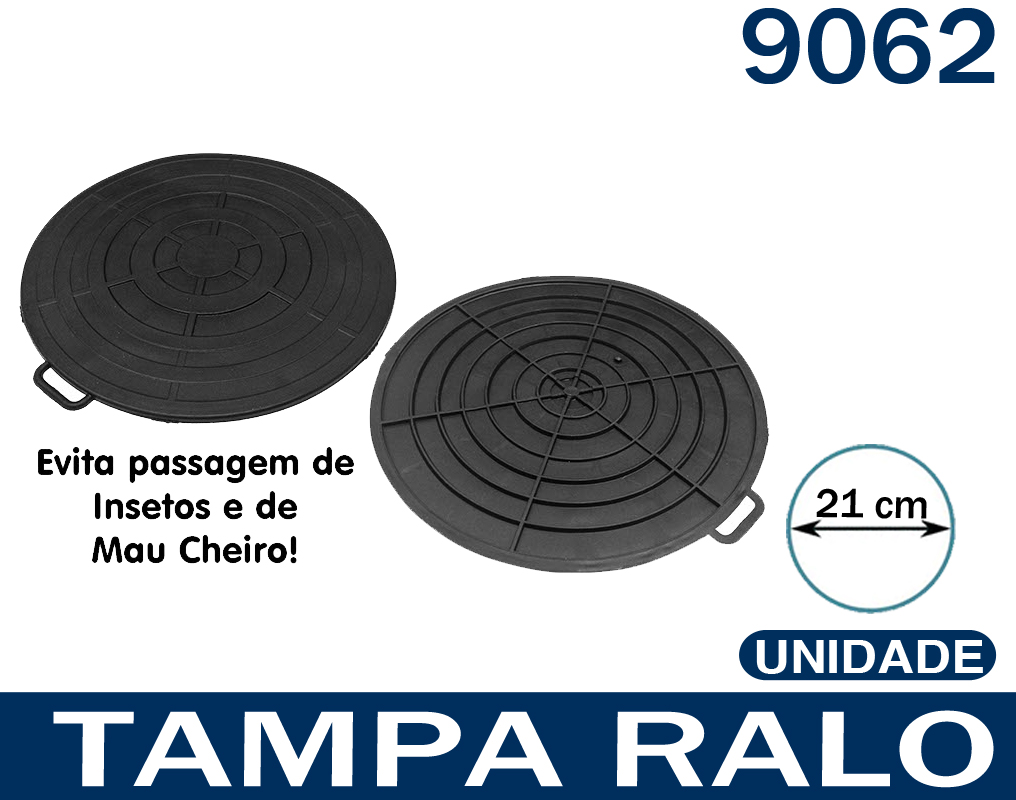 9062
Evita passagem de
Insetos e de
Mau Cheiro!
21 cm
UNIDADE
TAMPA RALO